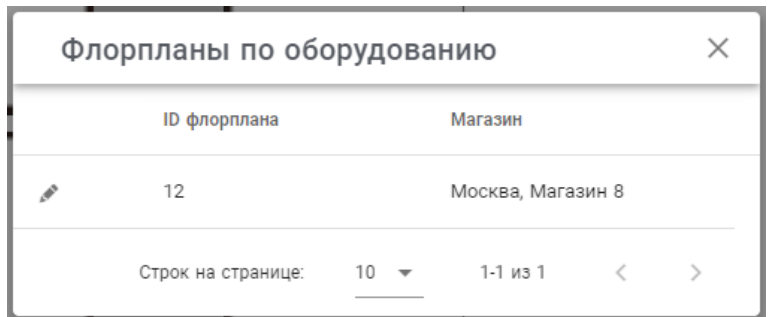 Флорпланы по оборудованию
ID флорплана Магазин
12 Москва, Магазин 8
Строк на странице: 10 1-1 из 1